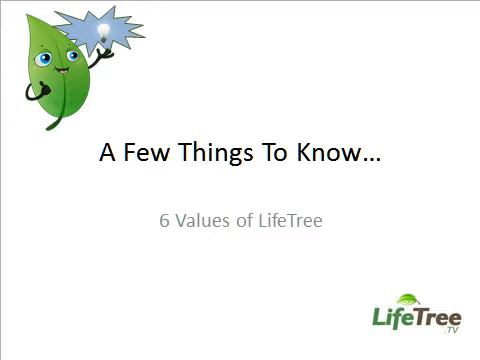 A Few Things To Know…
6 Values of LifeTree
LifeTree
.TV